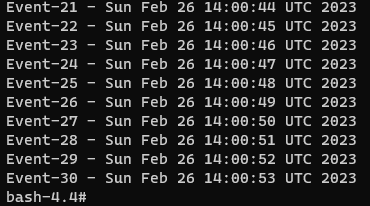 Event-21 - Sun Feb 26 14:00:44 UTC 2023
Event-22 - Sun Feb 26 14:00:45 UTC 2023
Event-23 - Sun Feb 26 14:00:46 UTC 2023
Event-24 - Sun Feb 26 14:00:47 UTC 2023
Event-25 - Sun Feb 26 14:00:48 UTC 2023
Event-26 - Sun Feb 26 14:00:49 UTC 2023
Event-27 - Sun Feb 26 14:00:50 UTC 2023
Event-28 - Sun Feb 26 14:00:51 UTC 2023
Event-29 - Sun Feb 26 14:00:52 UTC 2023
Event-30 - Sun Feb 26 14:00:53 UTC 2023
bash-4.4#